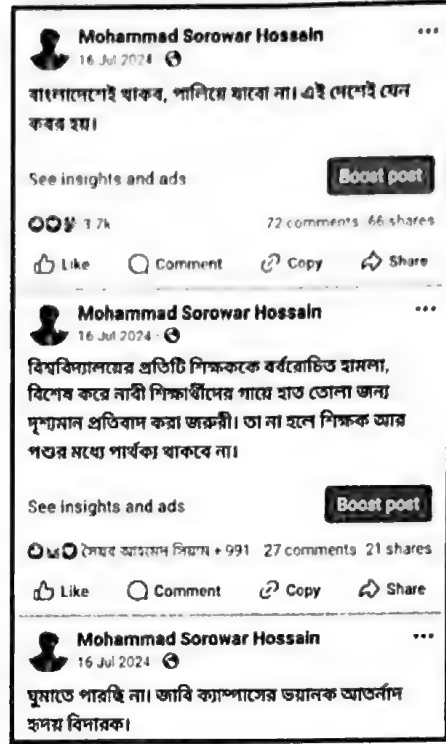 Mohammad Sorowar Hossain
16 Jul 2024
বাংলাদেশেই থাকব, পালিয়ে যাবো না। এই দেশেই যেন
কবর হয়।
See insights and ads
Boost post
3.7k 72 comments 66 shares
Like Comment Copy Share
Mohammad Sorowar Hossain
16 Jul 2024
বিশ্ববিদ্যালয়ের প্রতিটি শিক্ষককে বর্বরোচিত হামলা,
বিশেষ করে নারী শিক্ষার্থীদের গায়ে হাত তোলা জন্য
দৃশ্যমান প্রতিবাদ করা জরুরী। তা না হলে শিক্ষক আর
পশুর মধ্যে পার্থক্য থাকবে না।
See insights and ads
Boost post
সৈয়দ আহমেদ সিয়াম + 991 27 comments 21 shares
Like Comment Copy Share
Mohammad Sorowar Hossain
16 Jul 2024
ঘুমাতে পারছি না। জাবি ক্যাম্পাসের ভয়ানক আতর্নাদ
হৃদয় বিদারক।